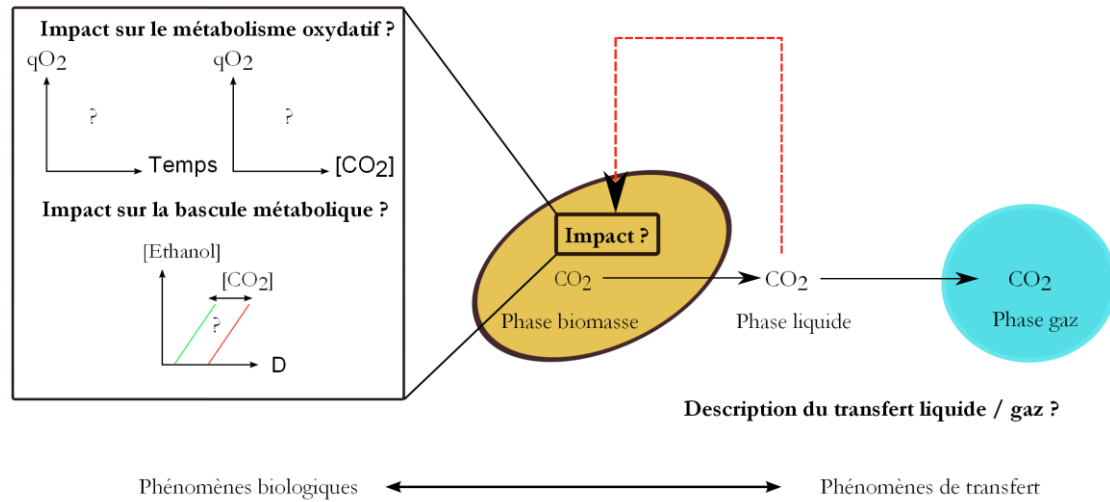 Impact sur le métabolisme oxydatif ?
qO2 qO2
? ?
Temps [CO2]
Impact sur la bascule métabolique ?
[Ethanol]
[CO2]
?
D
Impact ?
CO2 CO2 CO2
Phase biomasse Phase liquide Phase gaz
Description du transfert liquide / gaz ?
Phénomènes biologiques Phénomènes de transfert